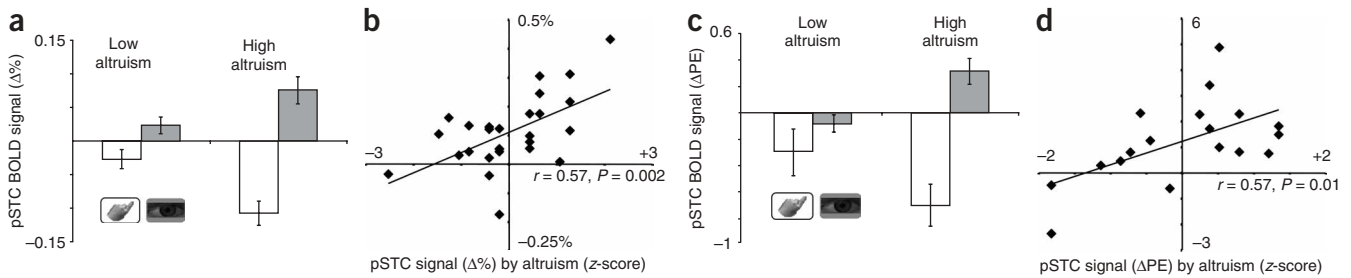 a
pSTC BOLD signal (Δ%)
0.15
–0.15
Low
altruism
High
altruism
b
0.5%
–3
+3
r = 0.57, P = 0.002
–0.25%
pSTC signal (Δ%) by altruism (z-score)
c
pSTC BOLD signal (ΔPE)
0.6
–1
Low
altruism
High
altruism
d
6
–2
+2
r = 0.57, P = 0.01
–3
pSTC signal (ΔPE) by altruism (z-score)